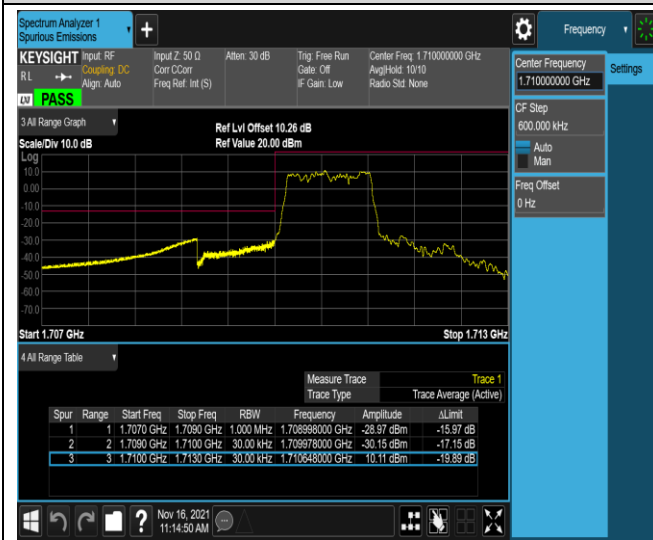 Spectrum Analyzer 1
Spurious Emissions
+
Frequency
KEYSIGHT
R L
LXI PASS
Input: RF
Coupling: DC
Align: Auto
Input Z: 50 Ω
Corr CCorr
Freq Ref: Int (S)
Atten: 30 dB
Trig: Free Run
Gate: Off
IF Gain: Low
Center Freq: 1.710000000 GHz
Avg|Hold: 10/10
Radio Std: None
Center Frequency
1.710000000 GHz
Settings
CF Step
600.000 kHz
Auto
Man
Freq Offset
0 Hz
3 All Range Graph
Scale/Div 10.0 dB
Ref Lvl Offset 10.26 dB
Ref Value 20.00 dBm
Log
10.0
0.00
-10.0
-20.0
-30.0
-40.0
-50.0
-60.0
-70.0
Start 1.707 GHz
Stop 1.713 GHz
4 All Range Table
Measure Trace Trace 1
Trace Type Trace Average (Active)
Spur Range Start Freq Stop Freq RBW Frequency Amplitude ΔLimit
1 1 1.7070 GHz 1.7090 GHz 1.000 MHz 1.708998000 GHz -28.97 dBm -15.97 dB
2 2 1.7090 GHz 1.7100 GHz 30.00 kHz 1.709978000 GHz -30.15 dBm -17.15 dB
3 3 1.7100 GHz 1.7130 GHz 30.00 kHz 1.710648000 GHz 10.11 dBm -19.89 dB
?
Nov 16, 2021
11:14:50 AM